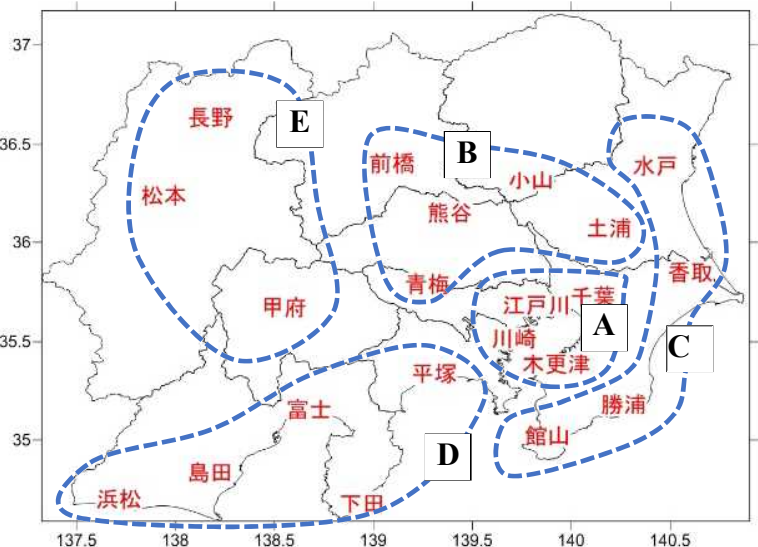 37
36.5
36
35.5
35
137.5 138 138.5 139 139.5 140 140.5
長野
E
前橋
B
水戸
松本
小山
熊谷
土浦
香取
青梅
甲府
江戸川
千葉
川崎
A
C
木更津
平塚
富士
勝浦
館山
D
島田
浜松
下田